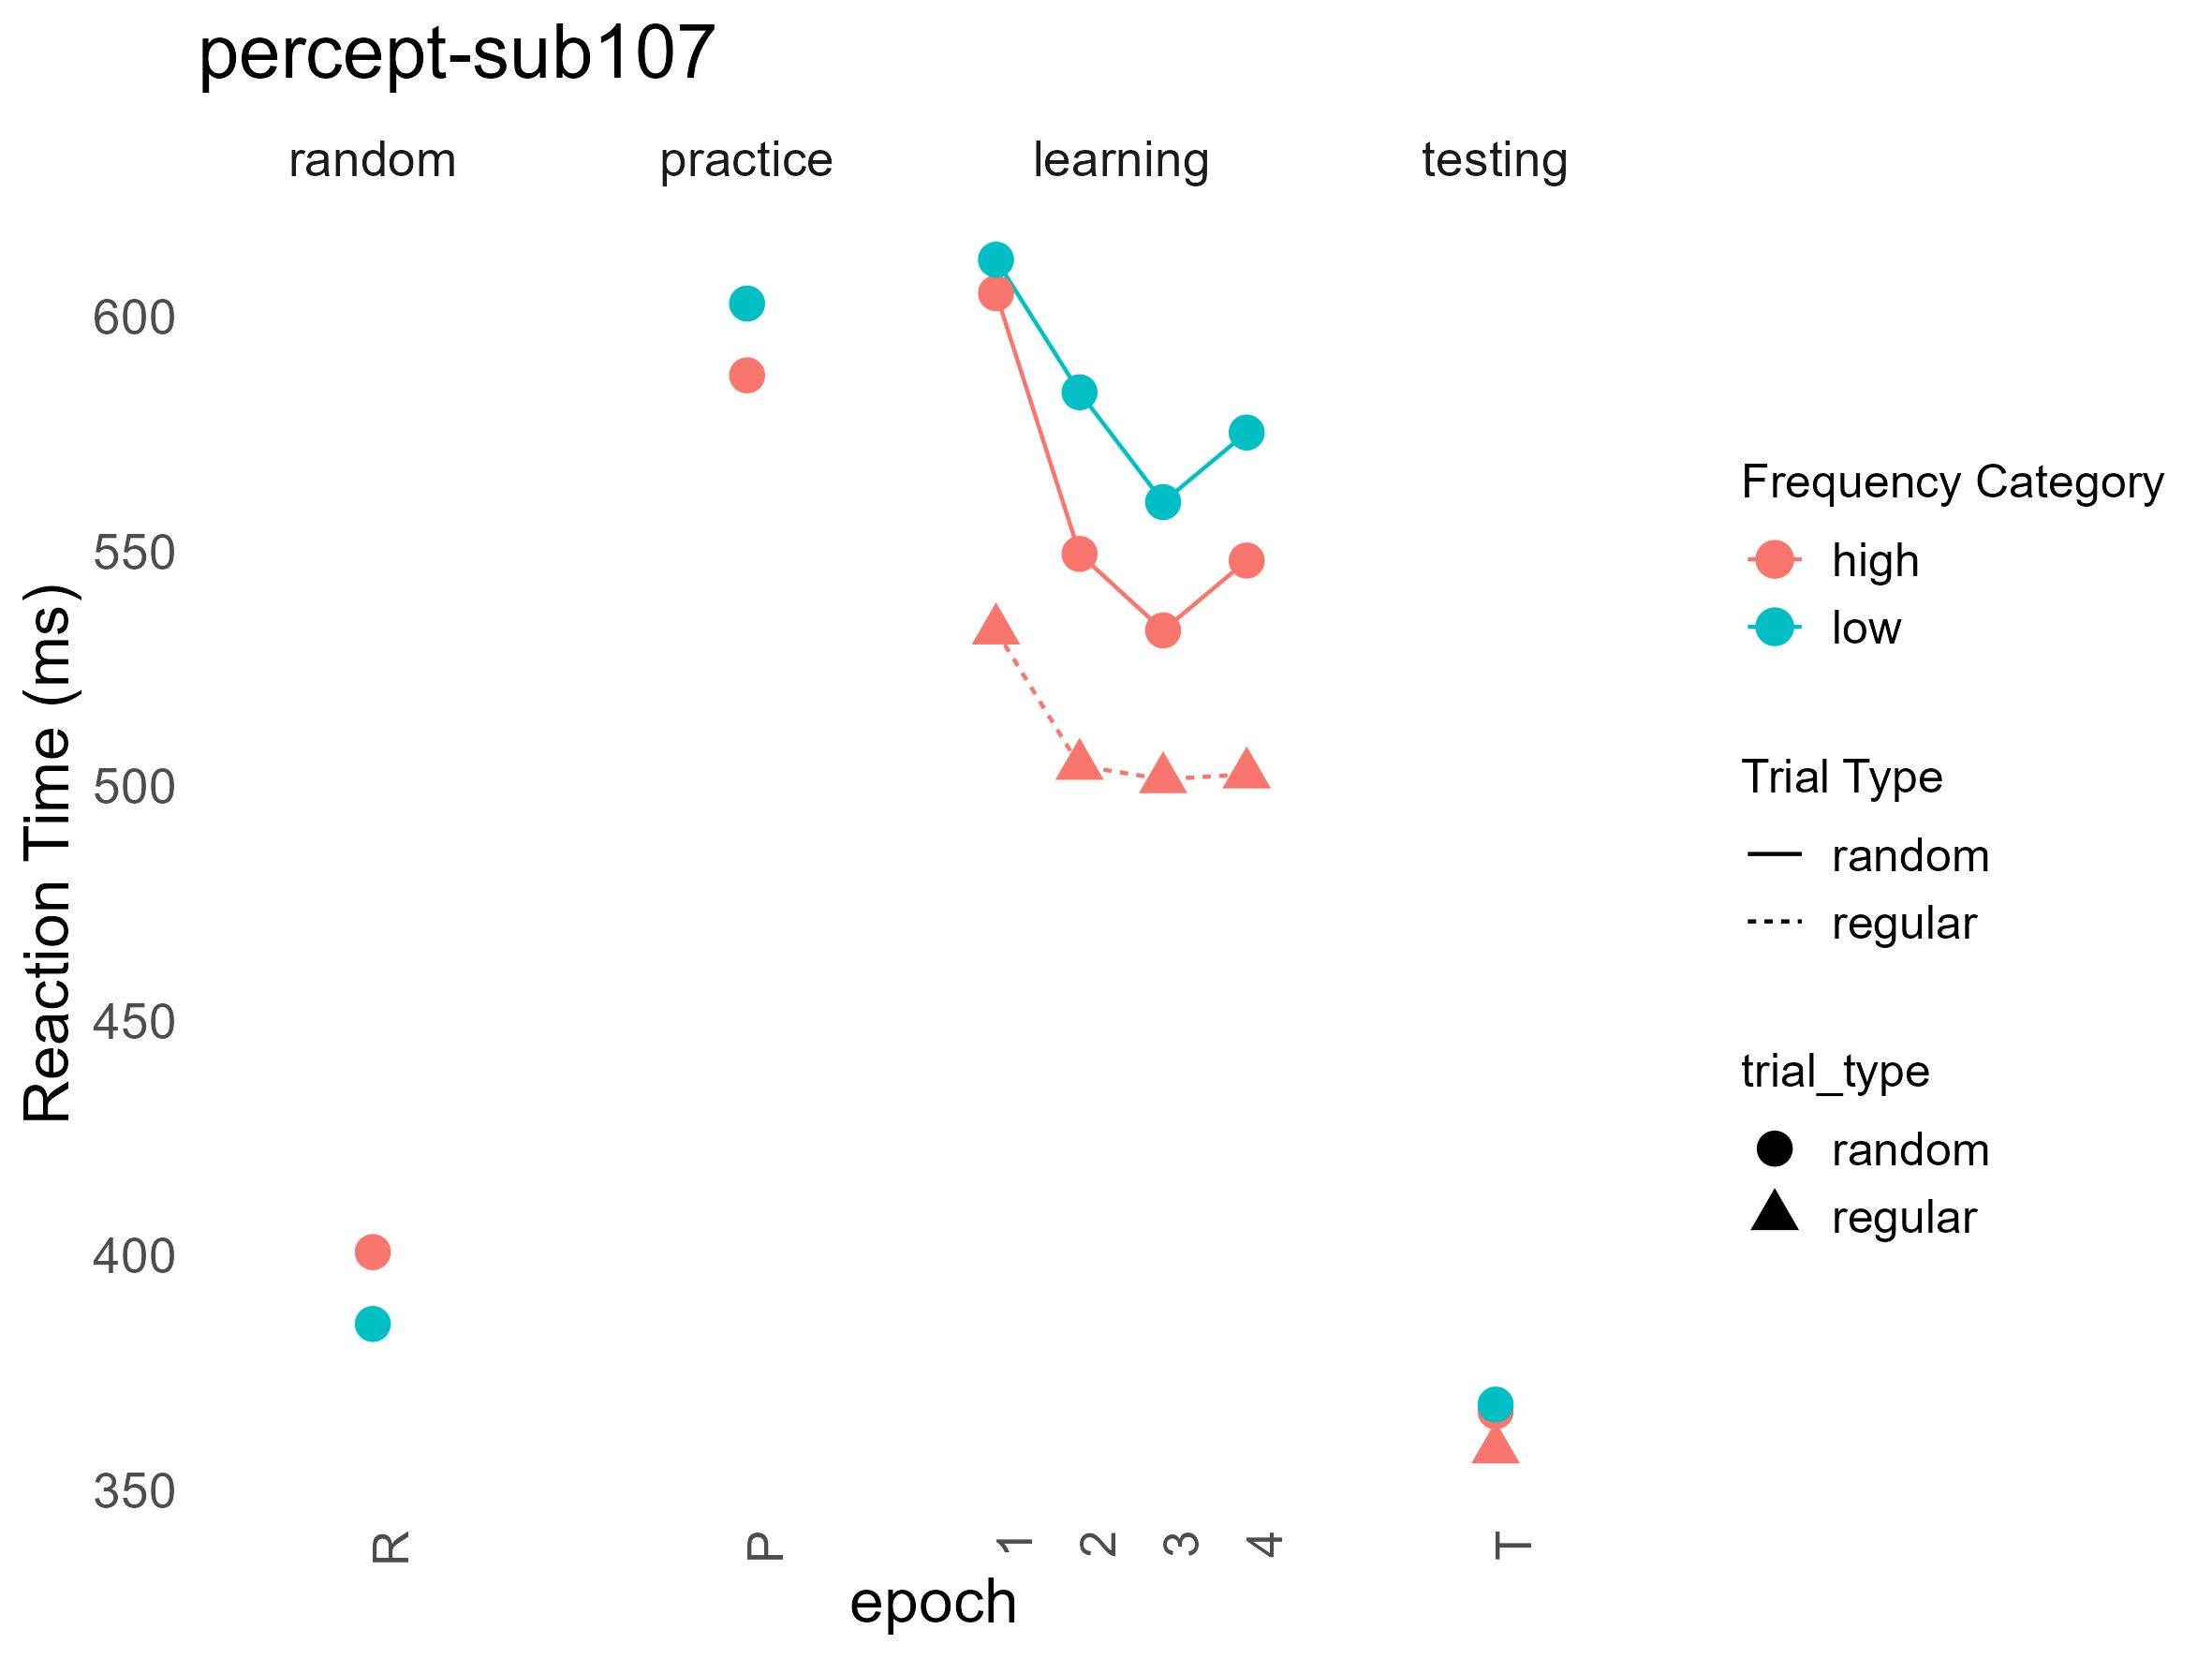 percept-sub107
random practice learning testing
600
550
500
450
400
350
Reaction Time (ms)
R P 1 2 3 4 T
epoch
Frequency Category
high
low
Trial Type
random
regular
trial_type
random
regular